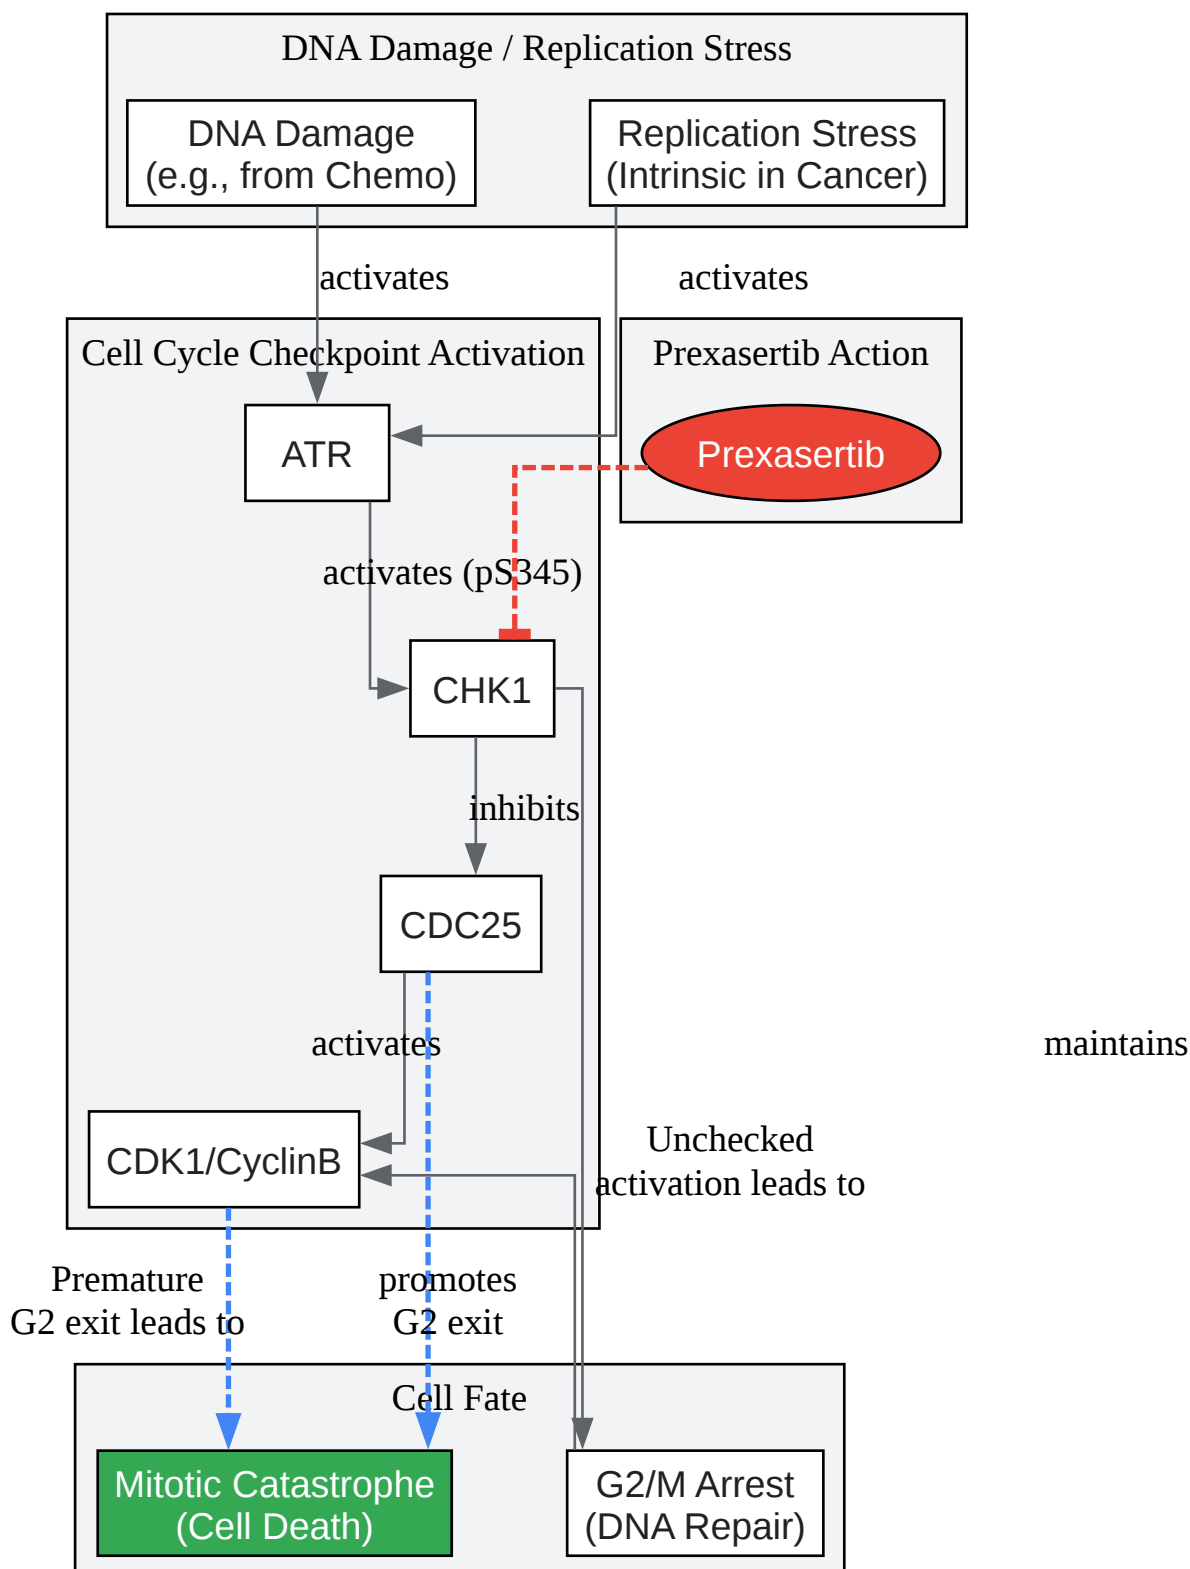 DNA Damage / Replication Stress
DNA Damage
(e.g., from Chemo)
Replication Stress
(Intrinsic in Cancer)
activates
activates
Cell Cycle Checkpoint Activation
Prexasertib Action
ATR
Prexasertib
activates (pS345)
CHK1
inhibits
CDC25
activates
maintains
CDK1/CyclinB
Unchecked
activation leads to
Premature
G2 exit leads to
promotes
G2 exit
Cell Fate
Mitotic Catastrophe
(Cell Death)
G2/M Arrest
(DNA Repair)